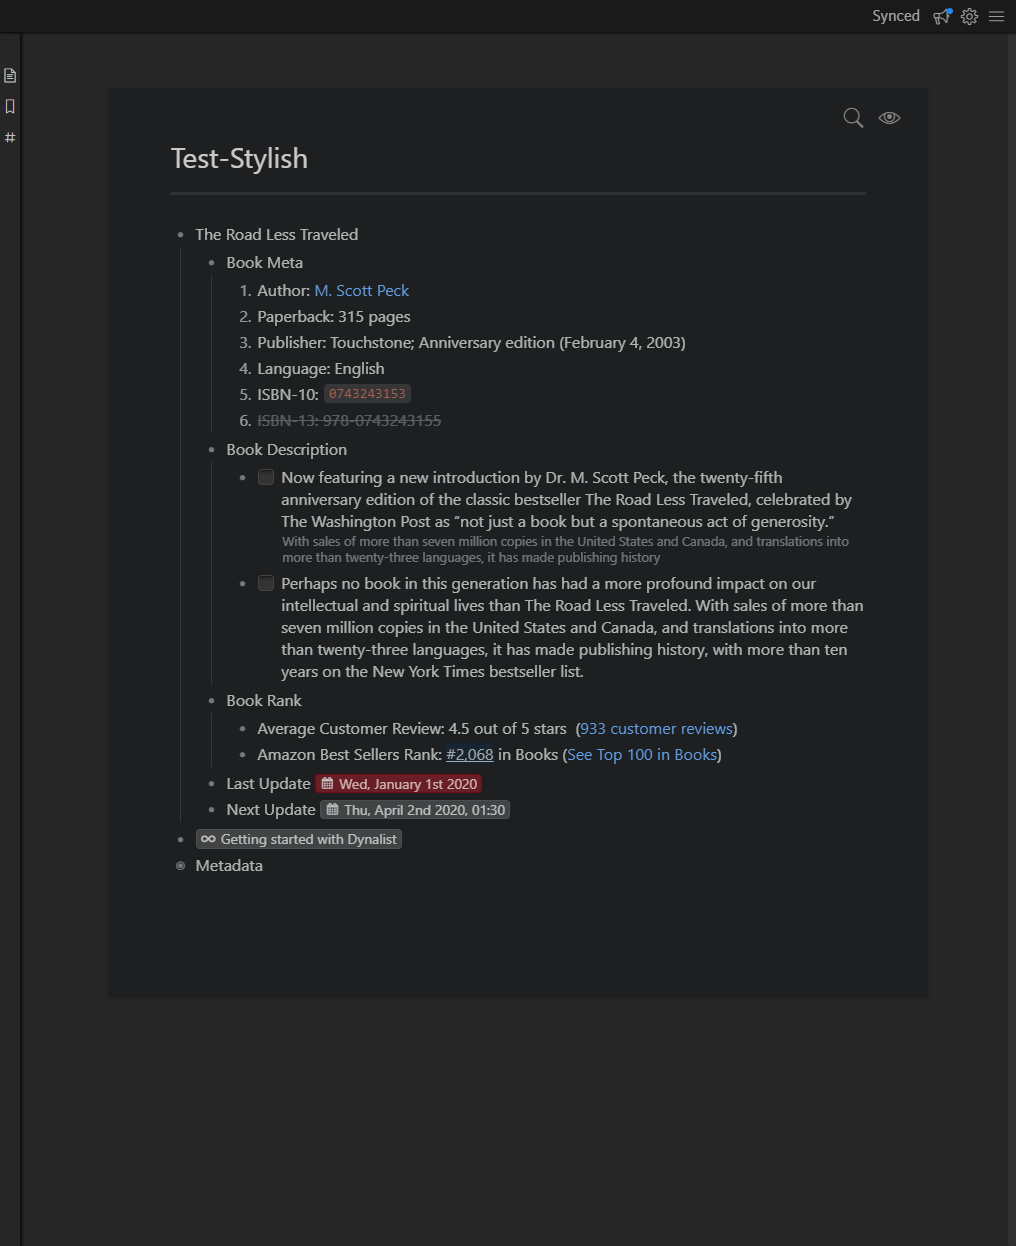 Synced
Test-Stylish
The Road Less Traveled
Book Meta
1. Author: M. Scott Peck
2. Paperback: 315 pages
3. Publisher: Touchstone; Anniversary edition (February 4, 2003)
4. Language: English
5. ISBN-10: 0743243153
6. ISBN-13: 978-0743243155
Book Description
Now featuring a new introduction by Dr. M. Scott Peck, the twenty-fifth
anniversary edition of the classic bestseller The Road Less Traveled, celebrated by
The Washington Post as “not just a book but a spontaneous act of generosity.”
With sales of more than seven million copies in the United States and Canada, and translations into
more than twenty-three languages, it has made publishing history
Perhaps no book in this generation has had a more profound impact on our
intellectual and spiritual lives than The Road Less Traveled. With sales of more than
seven million copies in the United States and Canada, and translations into more
than twenty-three languages, it has made publishing history, with more than ten
years on the New York Times bestseller list.
Book Rank
Average Customer Review: 4.5 out of 5 stars (933 customer reviews)
Amazon Best Sellers Rank: #2,068 in Books (See Top 100 in Books)
Last Update Wed, January 1st 2020
Next Update Thu, April 2nd 2020, 01:30
Getting started with Dynalist
Metadata